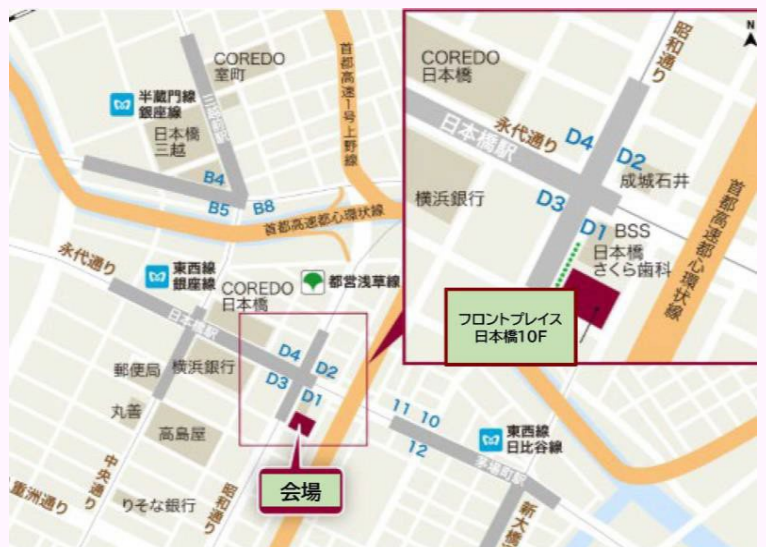 COREDO
室町
半蔵門線
銀座線
日本橋
三越
三越前駅
首都高速1号上野線
B4
B5
B8
首都高速都心環状線
永代通り
東西線
銀座線
COREDO
日本橋
都営浅草線
日本橋駅
郵便局
横浜銀行
D4
D2
D3
D1
丸善
高島屋
中央通り
八重洲通り
りそな銀行
昭和通り
会場
11
10
12
東西線
日比谷線
茅場町駅
新大橋
N
昭和通り
COREDO
日本橋
永代通り
日本橋駅
D4
D2
成城石井
横浜銀行
D3
D1
BSS
日本橋
さくら歯科
首都高速都心環状線
フロントプレイス
日本橋10F